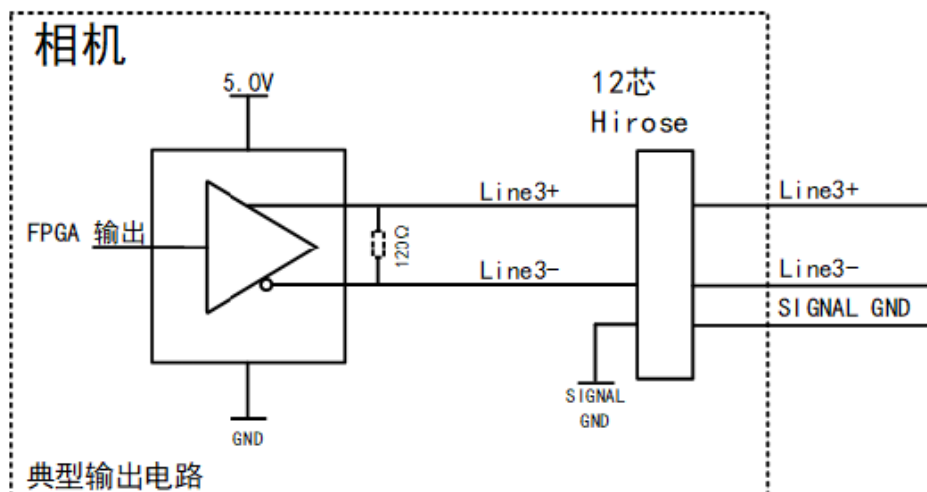 相机
5.0V
12芯
Hirose
Line3+
Line3+
FPGA 输出
120Ω
Line3-
Line3-
SIGNAL GND
SIGNAL
GND
GND
典型输出电路